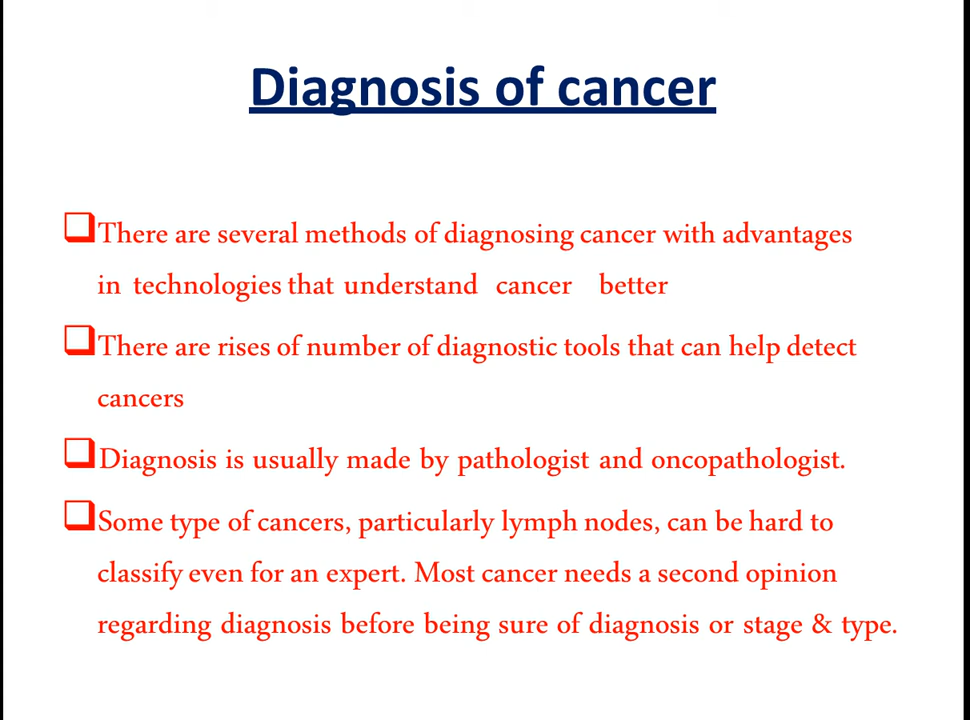 Diagnosis of cancer
There are several methods of diagnosing cancer with advantages
in technologies that understand cancer better
There are rises of number of diagnostic tools that can help detect
cancers
Diagnosis is usually made by pathologist and oncopathologist.
Some type of cancers, particularly lymph nodes, can be hard to
classify even for an expert. Most cancer needs a second opinion
regarding diagnosis before being sure of diagnosis or stage & type.